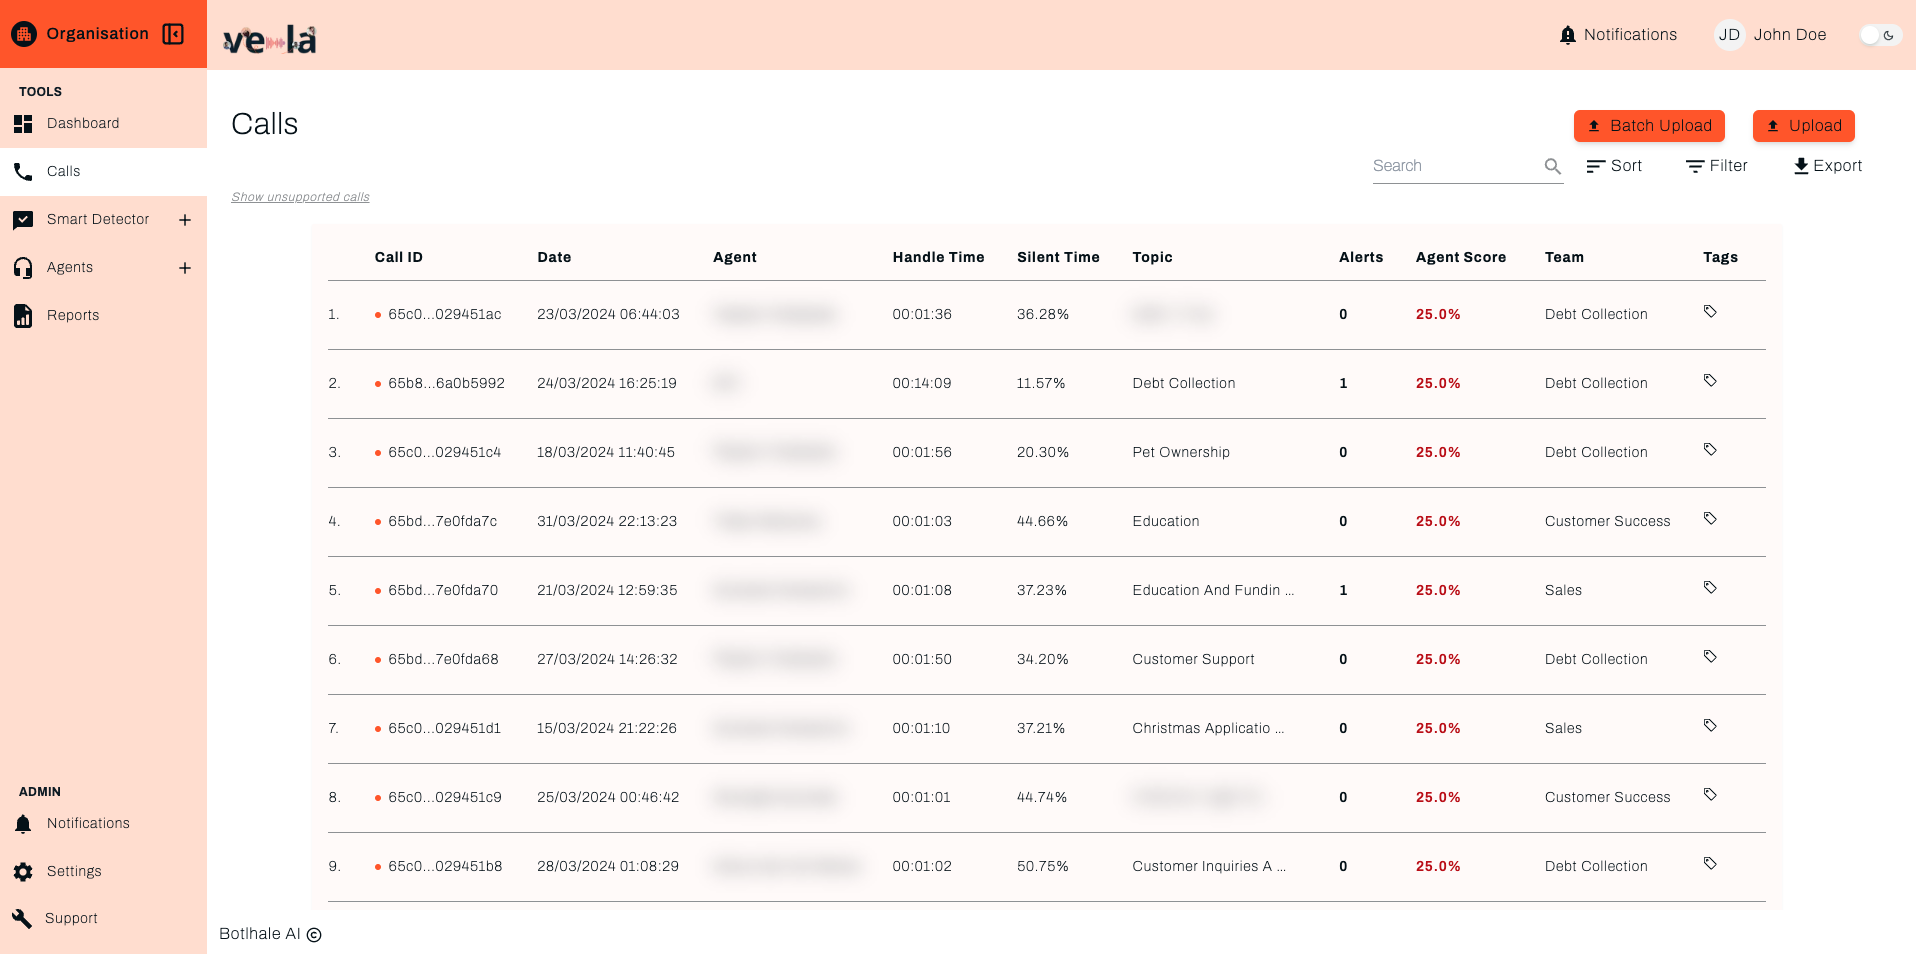 Organisation
vela
Notifications
JD John Doe
TOOLS
Dashboard
Calls
Smart Detector
Agents
Reports
ADMIN
Notifications
Settings
Support
Calls
Batch Upload
Upload
Search
Sort
Filter
Export
Show unsupported calls
Call ID Date Agent Handle Time Silent Time Topic Alerts Agent Score Team Tags
1. 65c0...029451ac 23/03/2024 06:44:03 00:01:36 36.28% 0 25.0% Debt Collection
2. 65b8...6a0b5992 24/03/2024 16:25:19 00:14:09 11.57% Debt Collection 1 25.0% Debt Collection
3. 65c0...029451c4 18/03/2024 11:40:45 00:01:56 20.30% Pet Ownership 0 25.0% Debt Collection
4. 65bd...7e0fda7c 31/03/2024 22:13:23 00:01:03 44.66% Education 0 25.0% Customer Success
5. 65bd...7e0fda70 21/03/2024 12:59:35 00:01:08 37.23% Education And Fundin ... 1 25.0% Sales
6. 65bd...7e0fda68 27/03/2024 14:26:32 00:01:50 34.20% Customer Support 0 25.0% Debt Collection
7. 65c0...029451d1 15/03/2024 21:22:26 00:01:10 37.21% Christmas Applicatio ... 0 25.0% Sales
8. 65c0...029451c9 25/03/2024 00:46:42 00:01:01 44.74% 0 25.0% Customer Success
9. 65c0...029451b8 28/03/2024 01:08:29 00:01:02 50.75% Customer Inquiries A ... 0 25.0% Debt Collection
Botlhale AI ©